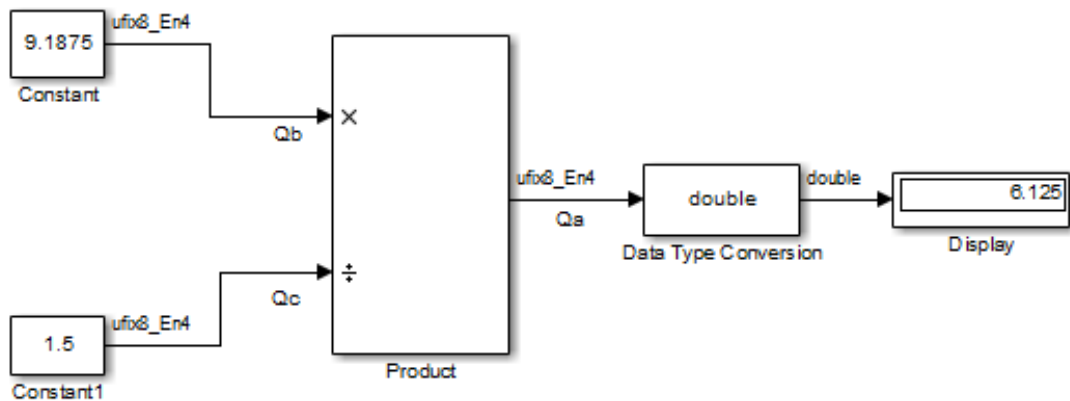 ufix8_En4
9.1875
Constant
Qb
×
ufix8_En4
double
double
6.125
Qa
Data Type Conversion
Display
÷
Qc
ufix8_En4
1.5
Product
Constant1